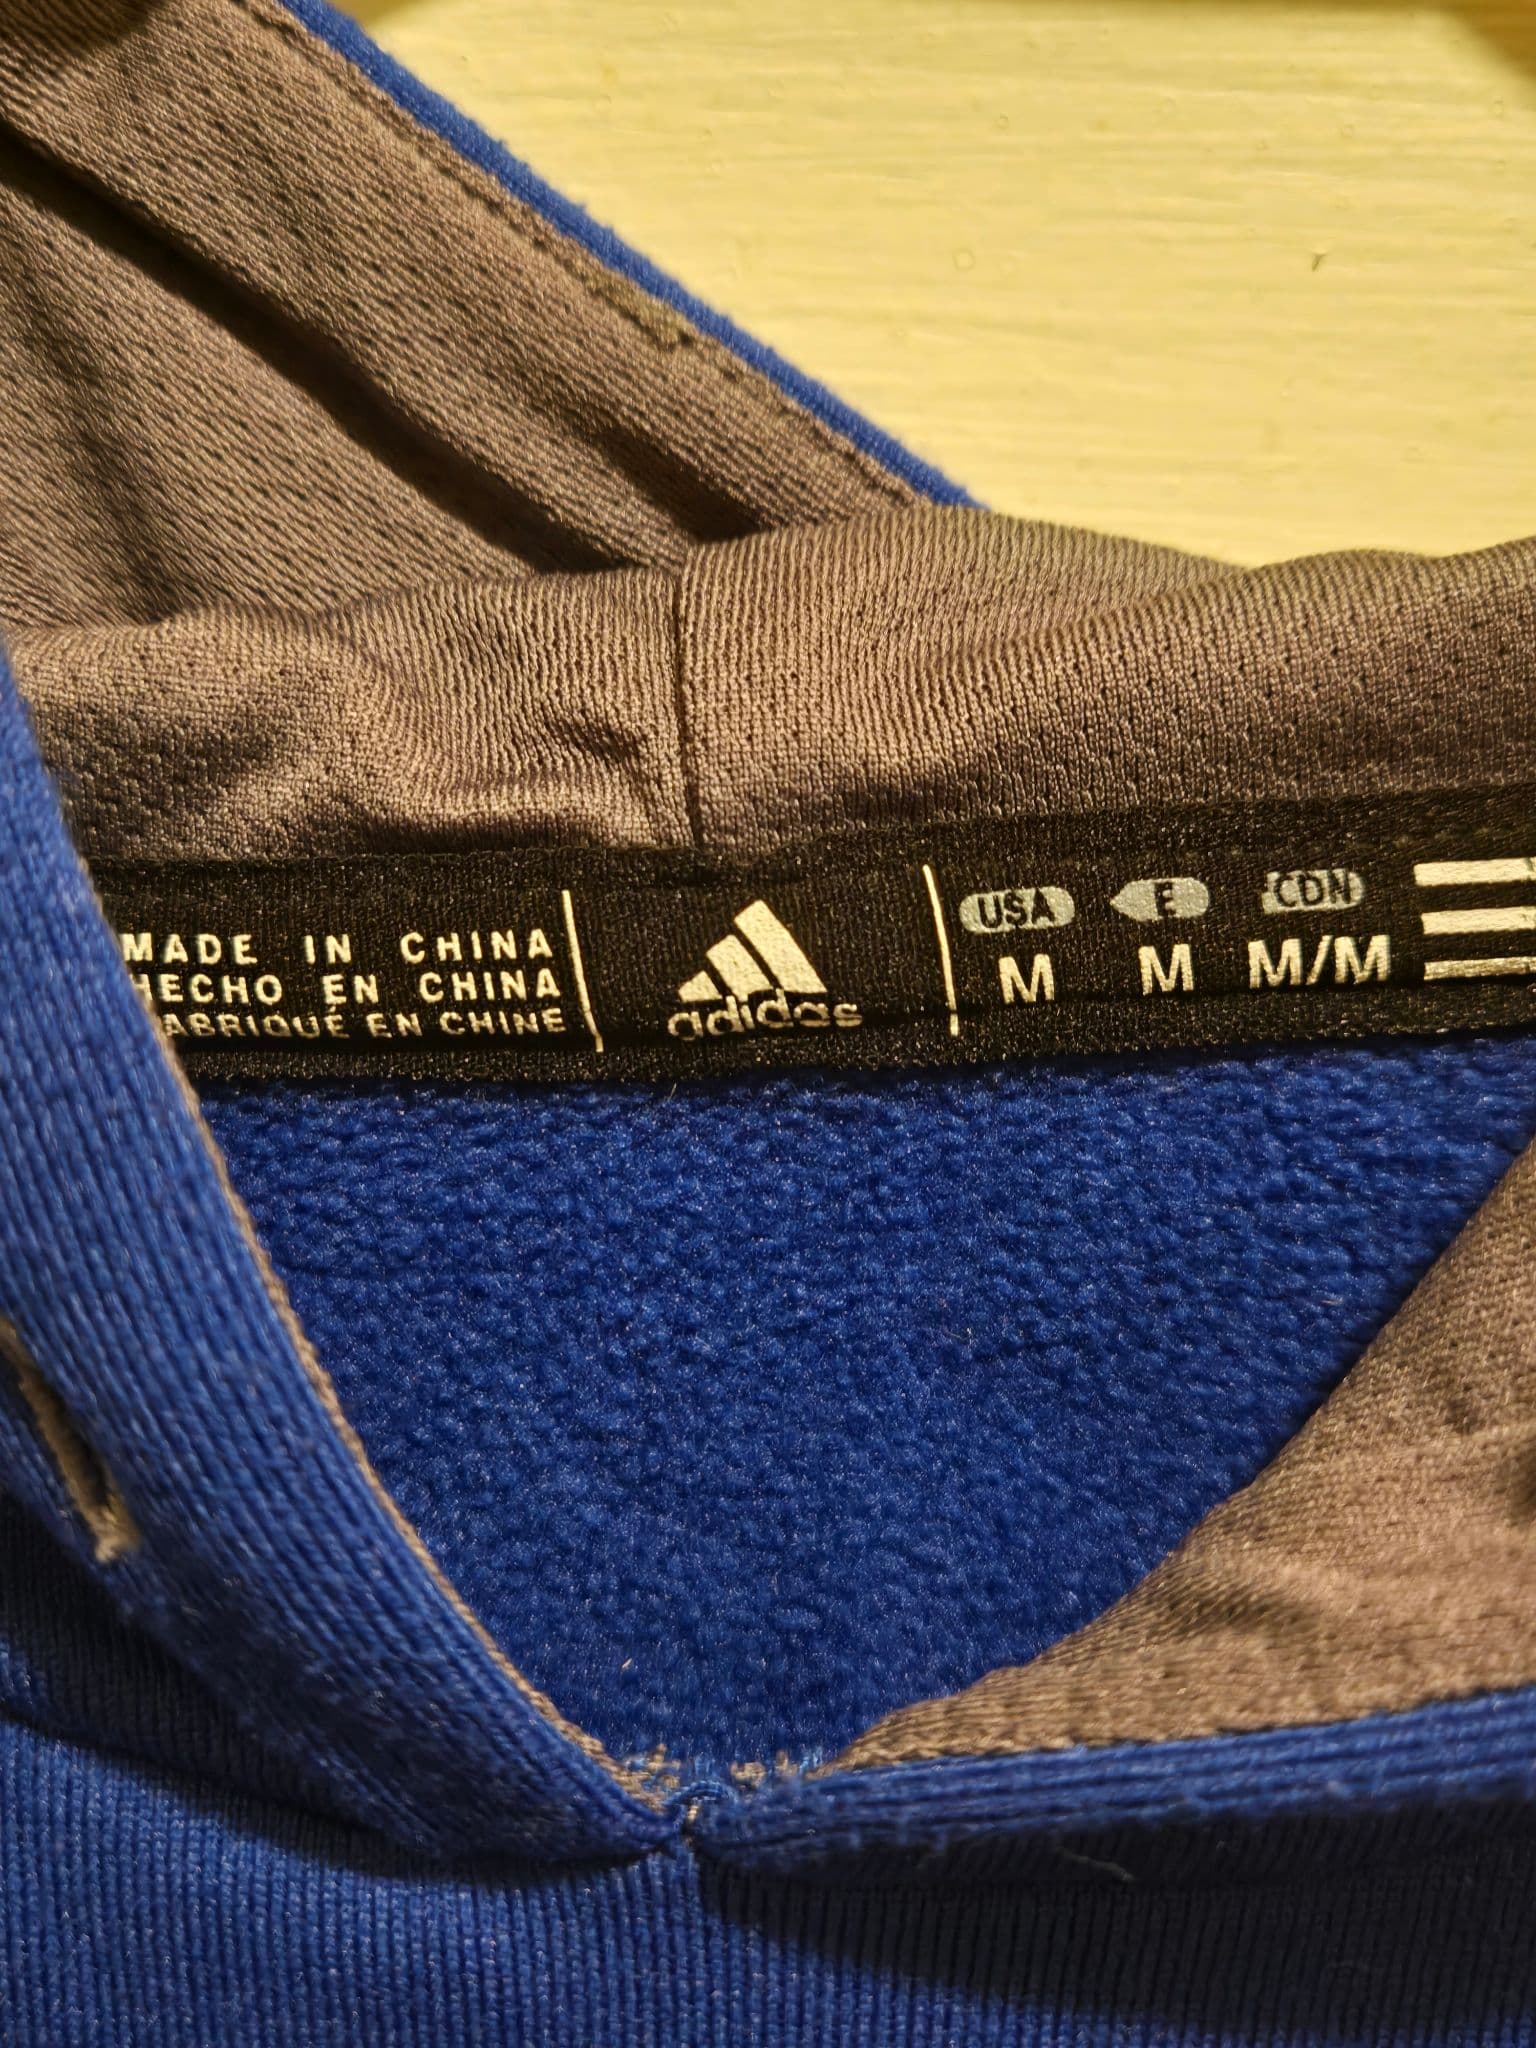 MADE IN CHINA
HECHO EN CHINA
FABRIQUÉ EN CHINE
adidas
USA E CDN
M M M/M